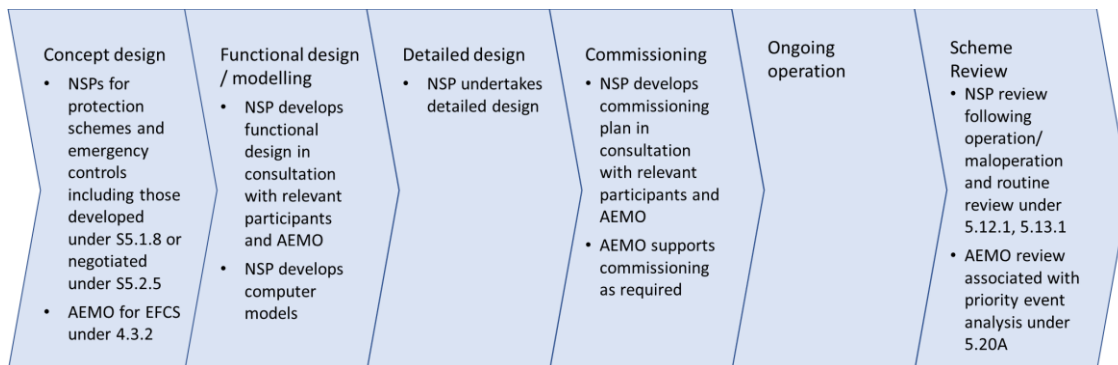 Concept design
• NSPs for
protection
schemes and
emergency
controls
including those
developed
under S5.1.8 or
negotiated
under S5.2.5
• AEMO for EFCS
under 4.3.2
Functional design
/ modelling
• NSP develops
functional
design in
consultation
with relevant
participants
and AEMO
• NSP develops
computer
models
Detailed design
• NSP undertakes
detailed design
Commissioning
• NSP develops
commissioning
plan in
consultation
with relevant
participants and
AEMO
• AEMO supports
commissioning
as required
Ongoing
operation
Scheme
Review
• NSP review
following
operation/
maloperation
and routine
review under
5.12.1, 5.13.1
• AEMO review
associated with
priority event
analysis under
5.20A